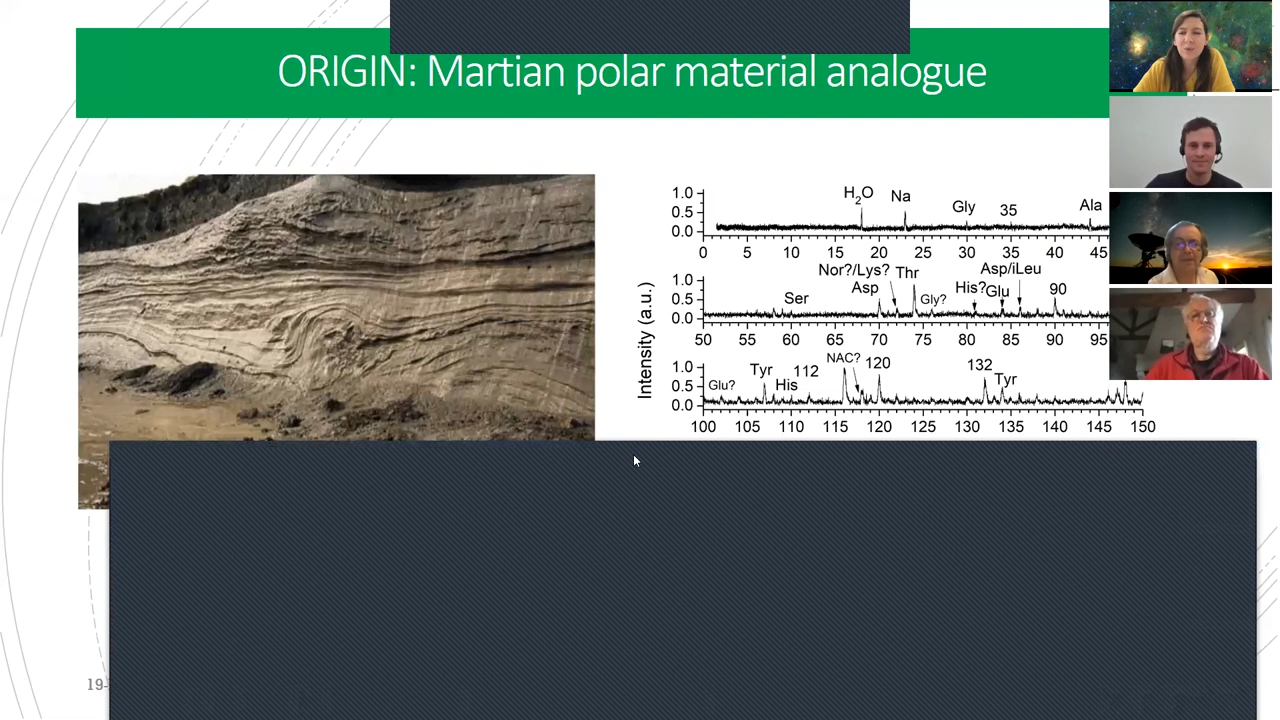 ORIGIN: Martian polar material analogue
1.0
0.5
0.0
H2O Na Gly 35 Ala
0 5 10 15 20 25 30 35 40 45
Intensity (a.u.)
1.0
0.5
0.0
Nor?/Lys? Thr Asp/iLeu
Ser Asp Gly? His? Glu 90
50 55 60 65 70 75 80 85 90 95
1.0
0.5
0.0
Glu? Tyr His 112 NAC? 120 132 Tyr
100 105 110 115 120 125 130 135 140 145 150
19-